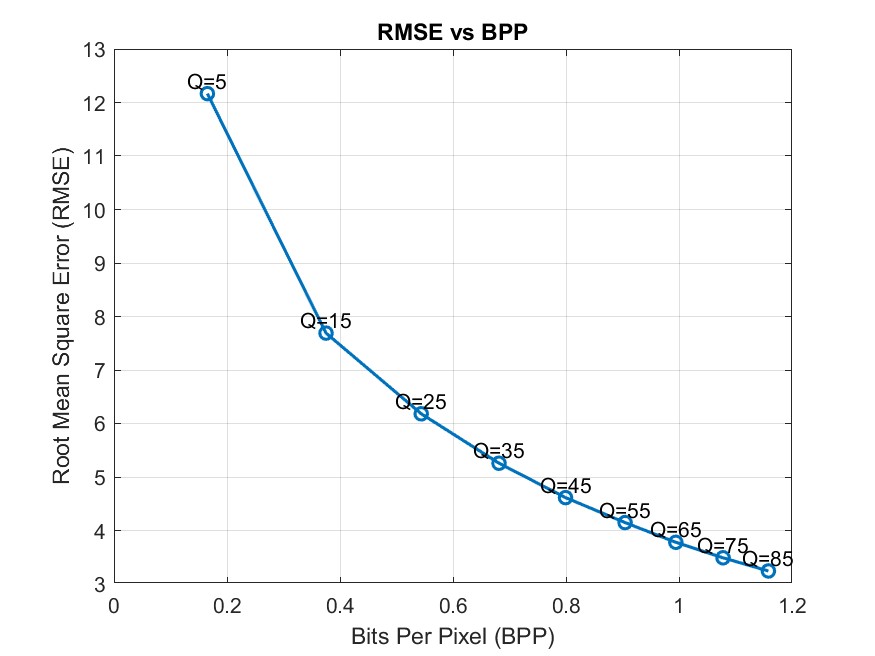 RMSE vs BPP
Root Mean Square Error (RMSE)
13
12
11
10
9
8
7
6
5
4
3
Q=5
Q=15
Q=25
Q=35
Q=45
Q=55
Q=65
Q=75
Q=85
0
0.2
0.4
0.6
0.8
1
1.2
Bits Per Pixel (BPP)